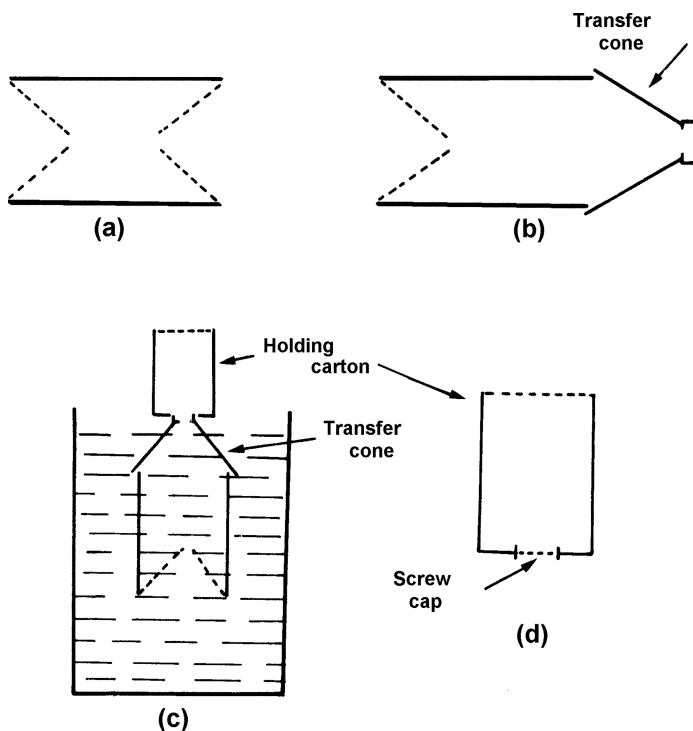 Transfer
cone
(a)
(b)
Holding
carton
Transfer
cone
Screw
cap
(d)
(c)